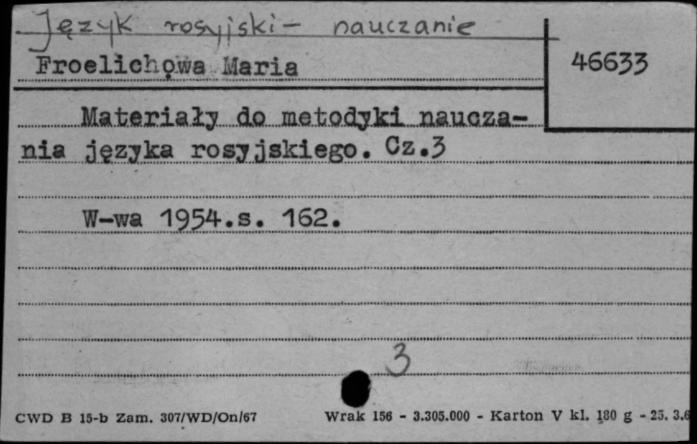 Język rosyjski - nauczanie
Froelichowa Maria
46633
Materiały do metodyki naucza-
nia języka rosyjskiego. Cz.3
W-wa 1954.s. 162.
3
CWD B 15-b Zam. 307/WD/On/67 Wrak 156 - 3.305.000 - Karton V kl. 180 g - 25. 3.6